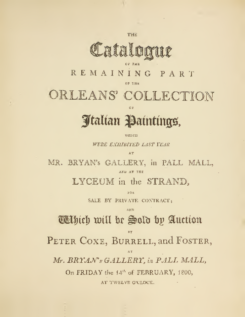 THE
Catalogue
OF THE
REMAINING PART
OF THE
ORLEANS' COLLECTION
OF
Italian Paintings,
WHICH
WERE EXHIBITED LAST YEAR
AT
MR. BRYAN's GALLERY, in PALL MALL,
AND AT THE
LYCEUM in the STRAND,
FOR
SALE BY PRIVATE CONTRACT;
AND
Which will be Sold by Auction
BY
PETER COXE, BURRELL, and FOSTER,
AT
Mr. BRYAN's GALLERY, in PALL MALL,
On FRIDAY the 14th of FEBRUARY, 1800,
AT TWELVE O'CLOCK.